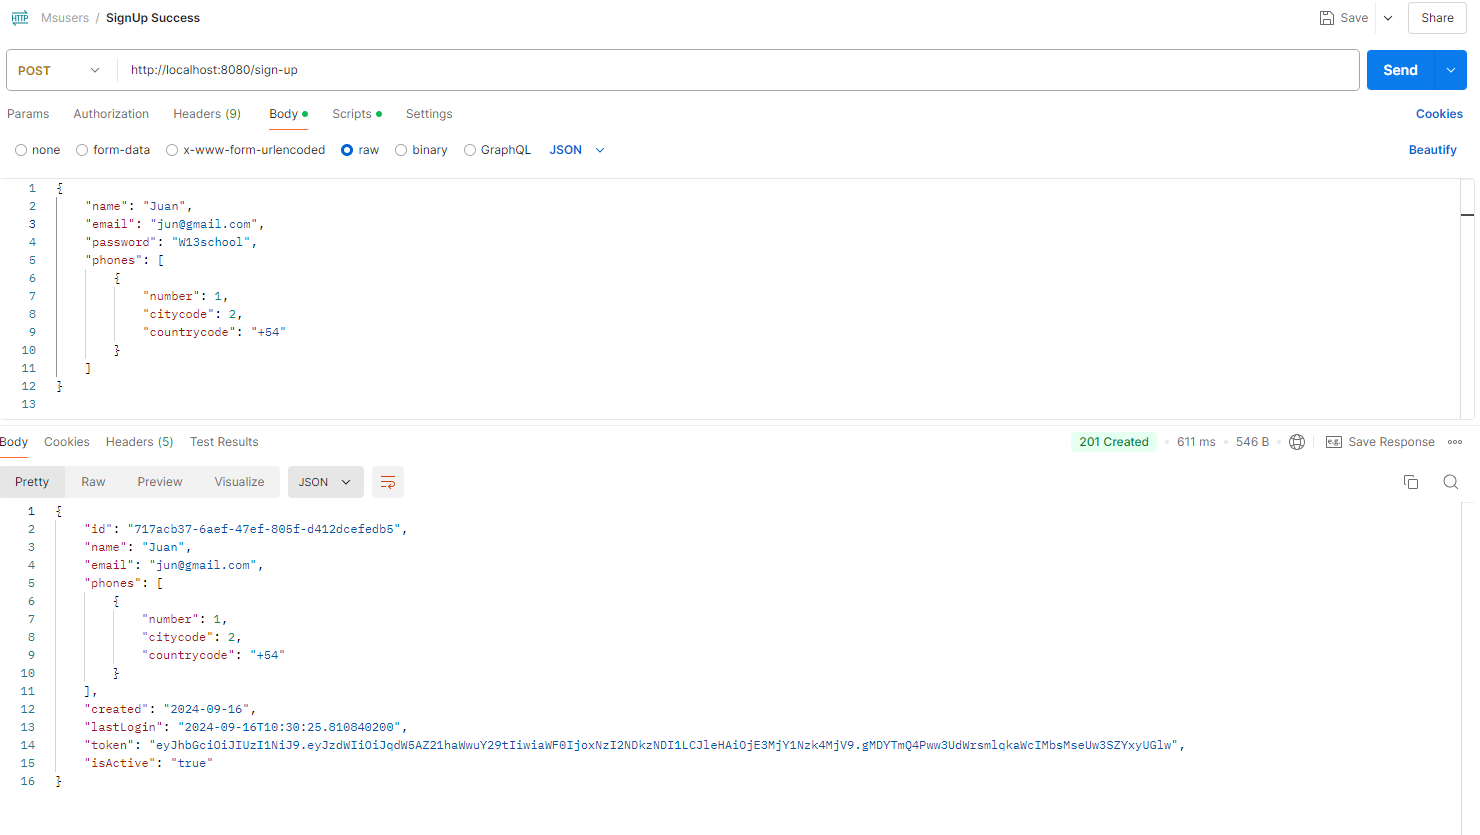 HTTP Msusers / SignUp Success Save Share
POST http://localhost:8080/sign-up Send
Params Authorization Headers (9) Body Scripts Settings Cookies
none form-data x-www-form-urlencoded raw binary GraphQL JSON Beautify
1 {
2 "name": "Juan",
3 "email": "jun@gmail.com",
4 "password": "W13school",
5 "phones": [
6 {
7 "number": 1,
8 "citycode": 2,
9 "countrycode": "+54"
10 }
11 ]
12 }
13
Body Cookies Headers (5) Test Results 201 Created 611 ms 546 B e.g. Save Response
Pretty Raw Preview Visualize JSON
1 {
2 "id": "717acb37-6aef-47ef-805f-d412dcefedb5",
3 "name": "Juan",
4 "email": "jun@gmail.com",
5 "phones": [
6 {
7 "number": 1,
8 "citycode": 2,
9 "countrycode": "+54"
10 }
11 ],
12 "created": "2024-09-16",
13 "lastLogin": "2024-09-16T10:30:25.810840200",
14 "token": "eyJhbGciOiJIUzI1NiJ9.eyJzdWIiOiJqdW5AZ21haWwuY29tIiwiaWF0IjoxNzI2NDkzNDI1LCJleHAiOjE3MjY1Nzk4MjV9.gMDYTmQ4Pww3UdWrsmlqkaWcIMbsMseUw3SZYxyUGlw",
15 "isActive": "true"
16 }